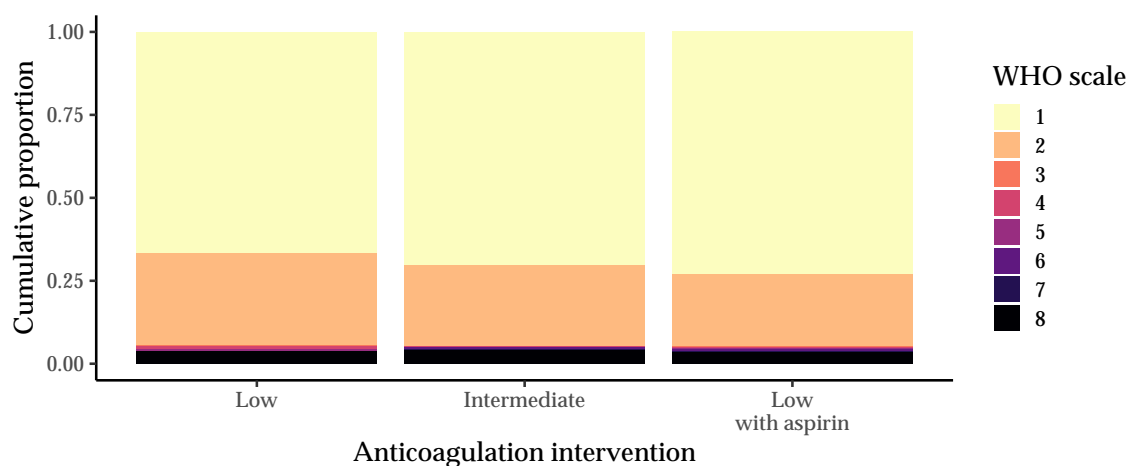 Cumulative proportion
1.00
0.75
0.50
0.25
0.00
Low
Intermediate
Low
with aspirin
Anticoagulation intervention
WHO scale
1
2
3
4
5
6
7
8